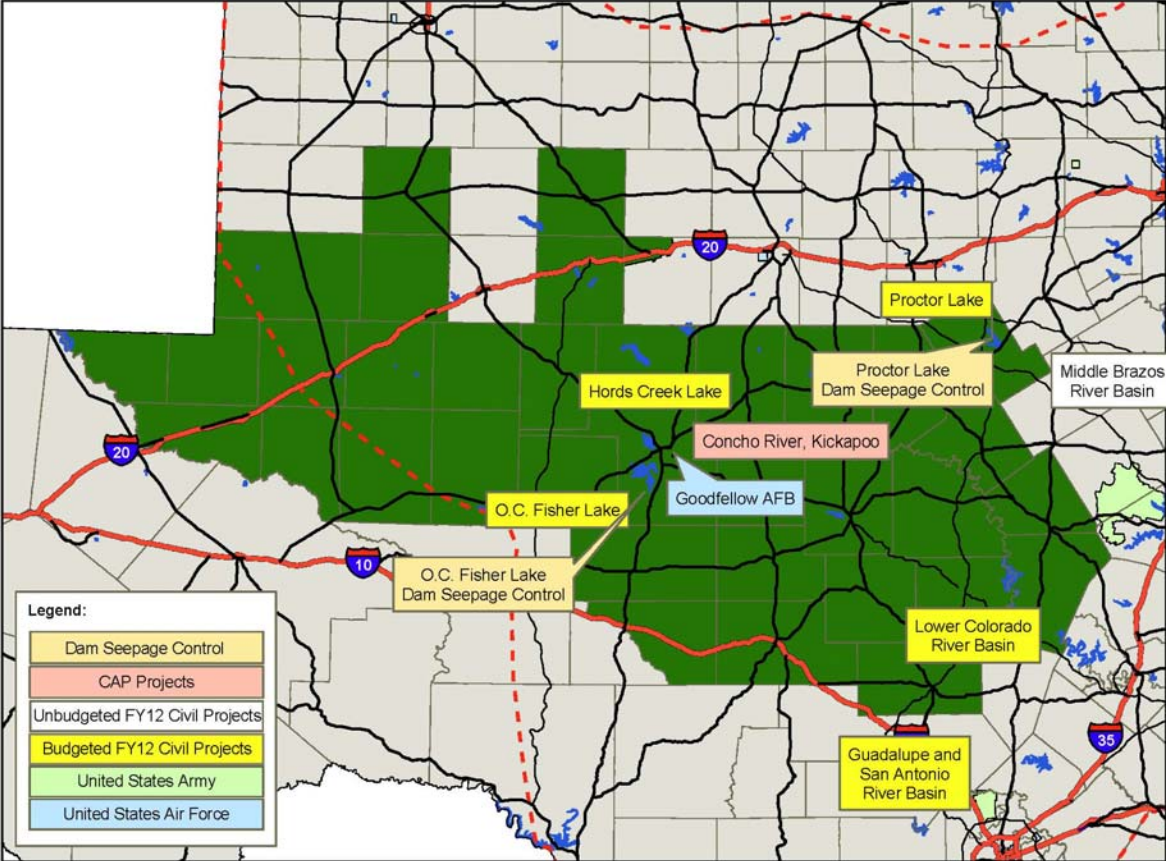 20
Proctor Lake
Proctor Lake
Dam Seepage Control
Middle Brazos
River Basin
Hords Creek Lake
Concho River, Kickapoo
20
Goodfellow AFB
O.C. Fisher Lake
10
O.C. Fisher Lake
Dam Seepage Control
Lower Colorado
River Basin
35
Guadalupe and
San Antonio
River Basin
Legend:
Dam Seepage Control
CAP Projects
Unbudgeted FY12 Civil Projects
Budgeted FY12 Civil Projects
United States Army
United States Air Force